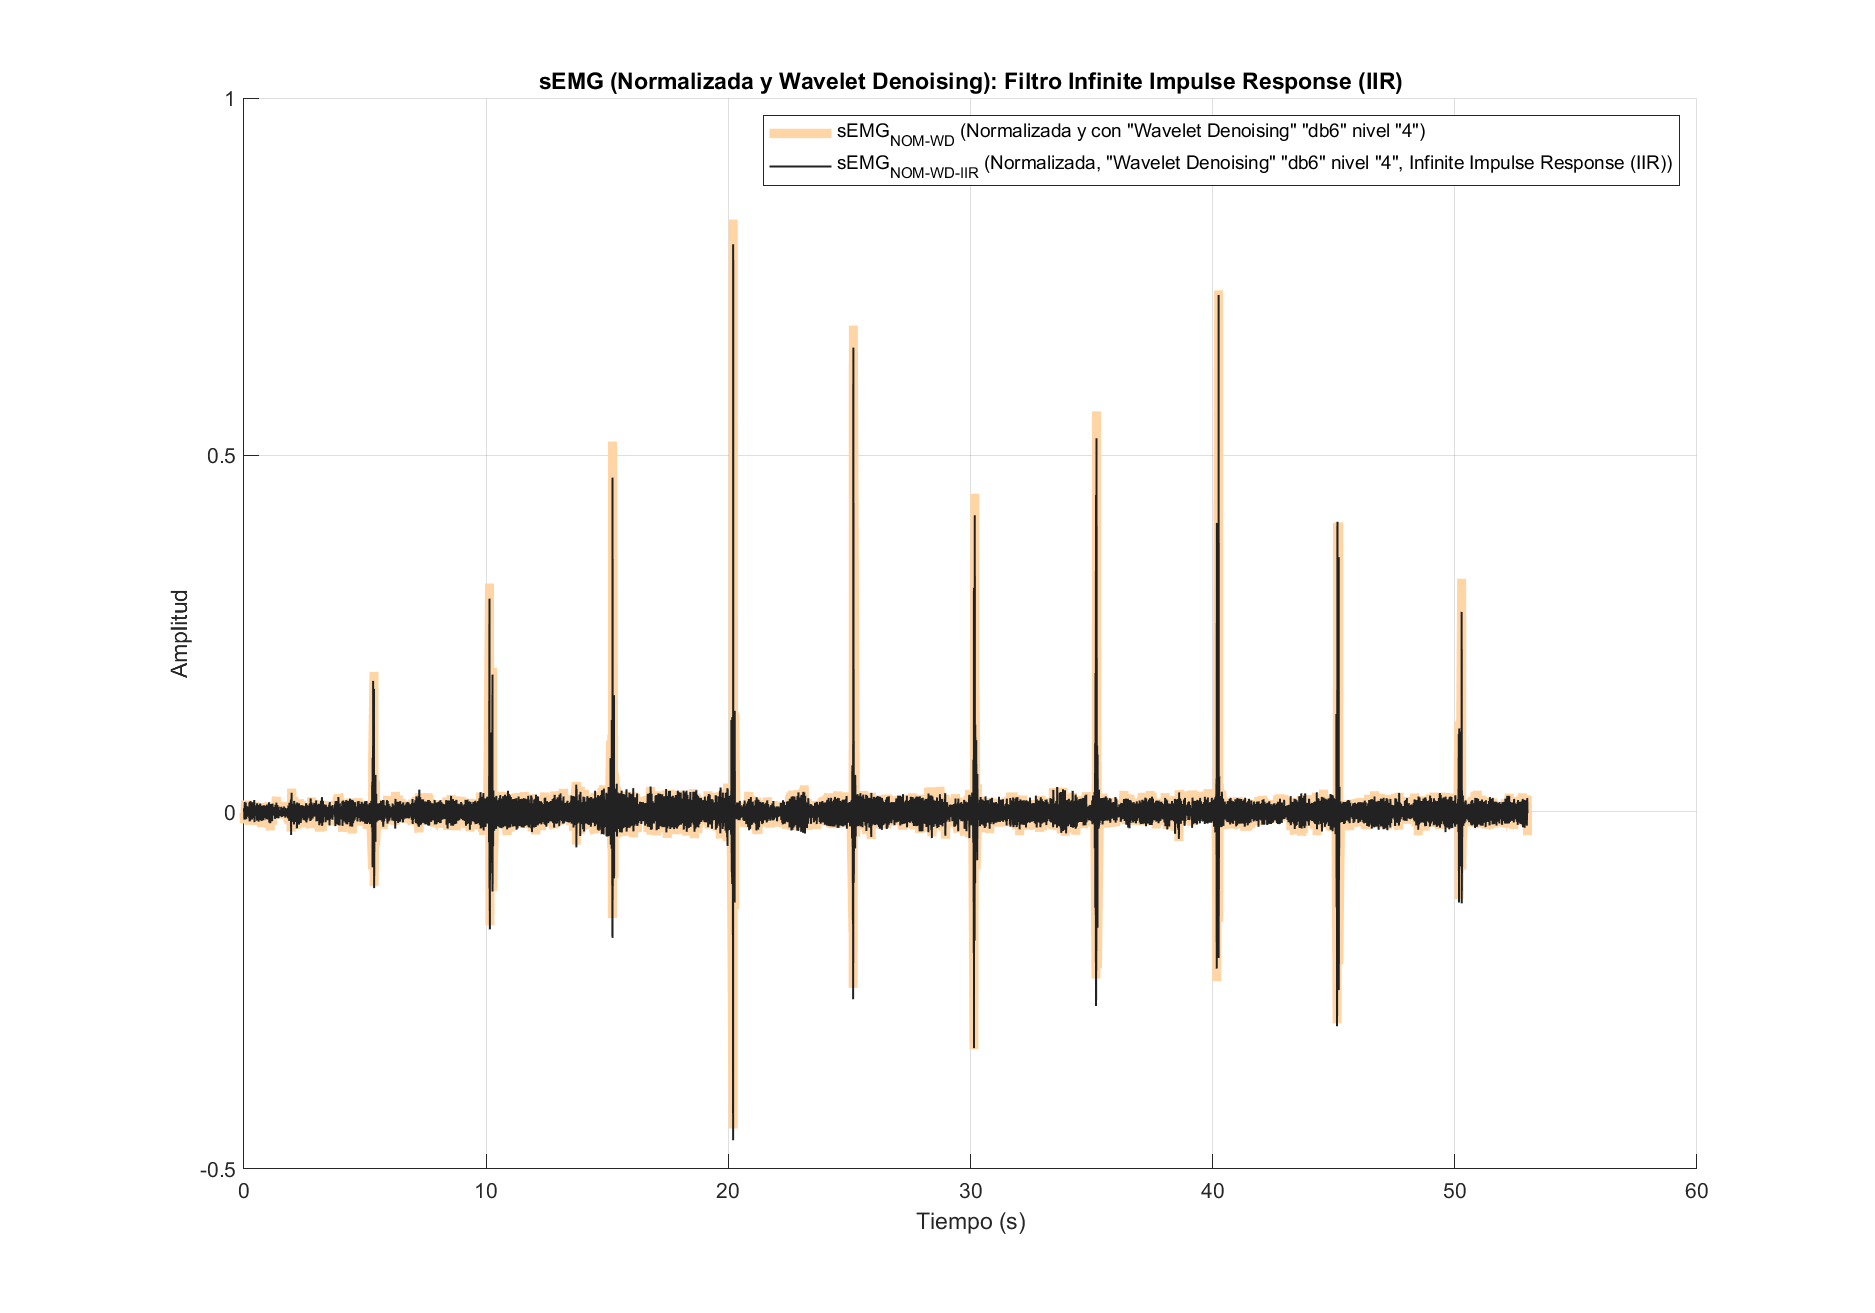 sEMG (Normalizada y Wavelet Denoising): Filtro Infinite Impulse Response (IIR)
sEMG_NOM-WD (Normalizada y con "Wavelet Denoising" "db6" nivel "4")
sEMG_NOM-WD-IIR (Normalizada, "Wavelet Denoising" "db6" nivel "4", Infinite Impulse Response (IIR))
1
0.5
0
-0.5
Amplitud
0 10 20 30 40 50 60
Tiempo (s)